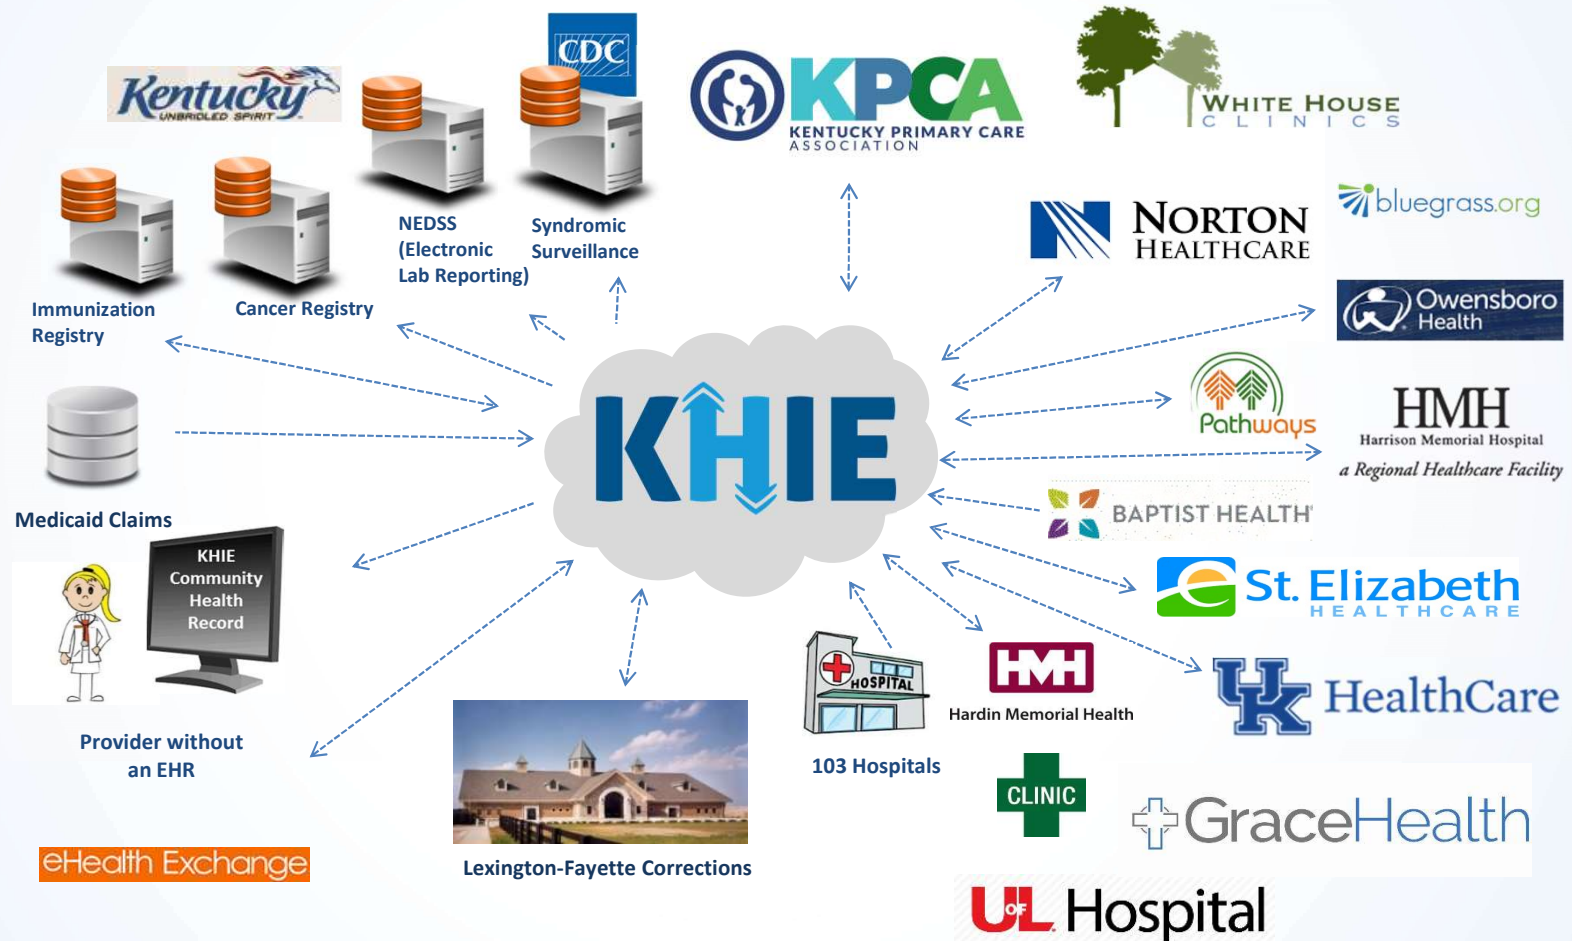 Kentucky
UNBRIDLED SPIRIT
CDC
KPCA
KENTUCKY PRIMARY CARE
ASSOCIATION
WHITE HOUSE
CLINICS
NEDSS
(Electronic
Lab Reporting)
Syndromic
Surveillance
NORTON
HEALTHCARE
bluegrass.org
Immunization
Registry
Cancer Registry
Owensboro
Health
KHIE
Pathways
HMH
Harrison Memorial Hospital
a Regional Healthcare Facility
Medicaid Claims
BAPTIST HEALTH
KHIE
Community
Health
Record
St. Elizabeth
HEALTHCARE
HOSPITAL
HMH
Hardin Memorial Health
UK HealthCare
Provider without
an EHR
103 Hospitals
CLINIC
GraceHealth
eHealth Exchange
Lexington-Fayette Corrections
UofL Hospital